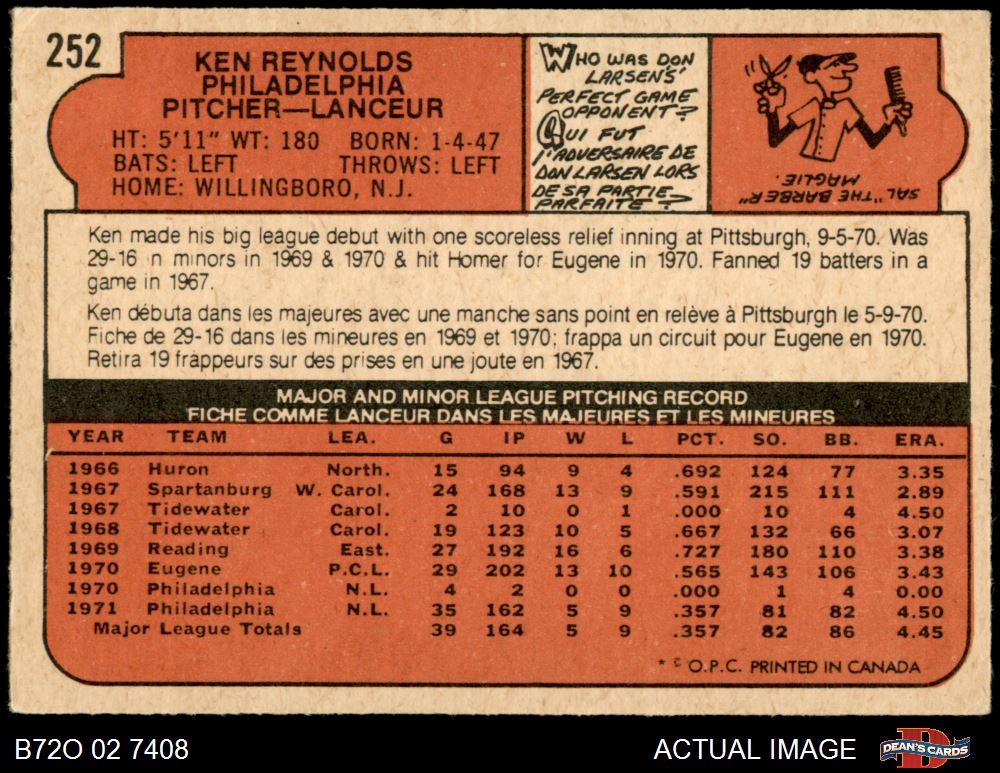 252
KEN REYNOLDS
PHILADELPHIA
PITCHER—LANCEUR
HT: 5'11" WT: 180 BORN: 1-4-47
BATS: LEFT THROWS: LEFT
HOME: WILLINGBORO, N.J.
WHO WAS DON
LARSEN'S'
PERFECT GAME
OPPONENT?
QUI FUT
l'ADVERSAIRE DE
DON LARSEN LORS
DE SA PARTIE
PARFAITE?
SAL "THE BARBER"
MAGLIE.
Ken made his big league debut with one scoreless relief inning at Pittsburgh, 9-5-70. Was
29-16 n minors in 1969 & 1970 & hit Homer for Eugene in 1970. Fanned 19 batters in a
game in 1967.
Ken débuta dans les majeures avec une manche sans point en relève à Pittsburgh le 5-9-70.
Fiche de 29-16 dans les mineures en 1969 et 1970; frappa un circuit pour Eugene en 1970.
Retira 19 frappeurs sur des prises en une joute en 1967.
MAJOR AND MINOR LEAGUE PITCHING RECORD
FICHE COMME LANCEUR DANS LES MAJEURES ET LES MINEURES
YEAR TEAM LEA. G IP W L PCT. SO. BB. ERA.
1966 Huron North. 15 94 9 4 .692 124 77 3.35
1967 Spartanburg W. Carol. 24 168 13 9 .591 215 111 2.89
1967 Tidewater Carol. 2 10 0 1 .000 10 4 4.50
1968 Tidewater Carol. 19 123 10 5 .667 132 66 3.07
1969 Reading East. 27 192 16 6 .727 180 110 3.38
1970 Eugene P.C.L. 29 202 13 10 .565 143 106 3.43
1970 Philadelphia N.L. 4 2 0 0 .000 1 4 0.00
1971 Philadelphia N.L. 35 162 5 9 .357 81 82 4.50
Major League Totals 39 164 5 9 .357 82 86 4.45
* © O.P.C. PRINTED IN CANADA
B72O 02 7408
ACTUAL IMAGE
DEAN'S CARDS